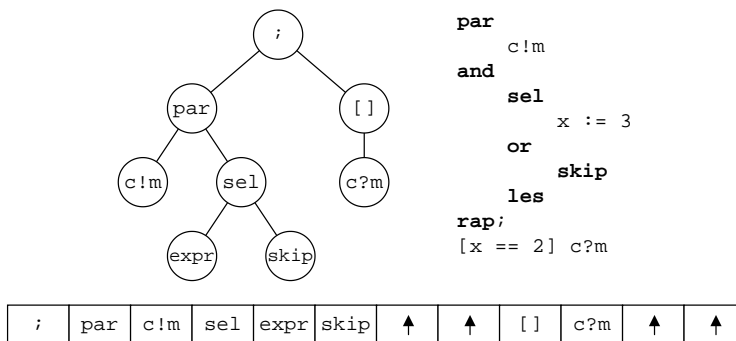 ;
par
[]
c!m
sel
c?m
expr
skip
par
c!m
and
sel
x := 3
or
skip
les
rap;
[x == 2] c?m
; par c!m sel expr skip ↑ ↑ [] c?m ↑ ↑